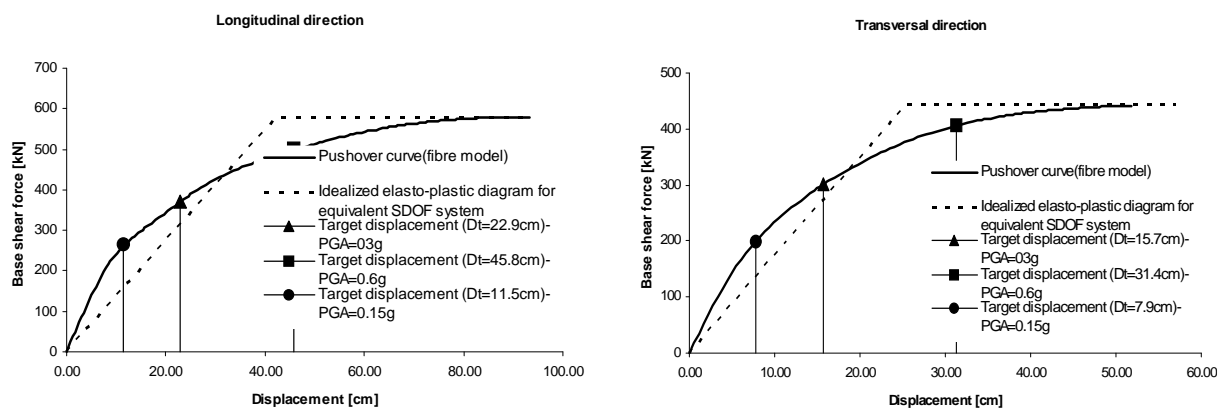 Longitudinal direction
700
600
500
400
300
200
100
0
Base shear force [kN]
0.00 20.00 40.00 60.00 80.00 100.00
Displacement [cm]
Pushover curve(fibre model)
Idealized elasto-plastic diagram for
equivalent SDOF system
Target displacement (Dt=22.9cm)-
PGA=03g
Target displacement (Dt=45.8cm)-
PGA=0.6g
Target displacement (Dt=11.5cm)-
PGA=0.15g
Transversal direction
500
400
300
200
100
0
Base shear force [kN]
0.00 10.00 20.00 30.00 40.00 50.00 60.00
Displacement [cm]
Pushover curve(fibre model)
Idealized elasto-plastic diagram for
equivalent SDOF system
Target displacement (Dt=15.7cm)-
PGA=03g
Target displacement (Dt=31.4cm)-
PGA=0.6g
Target displacement (Dt=7.9cm)-
PGA=0.15g